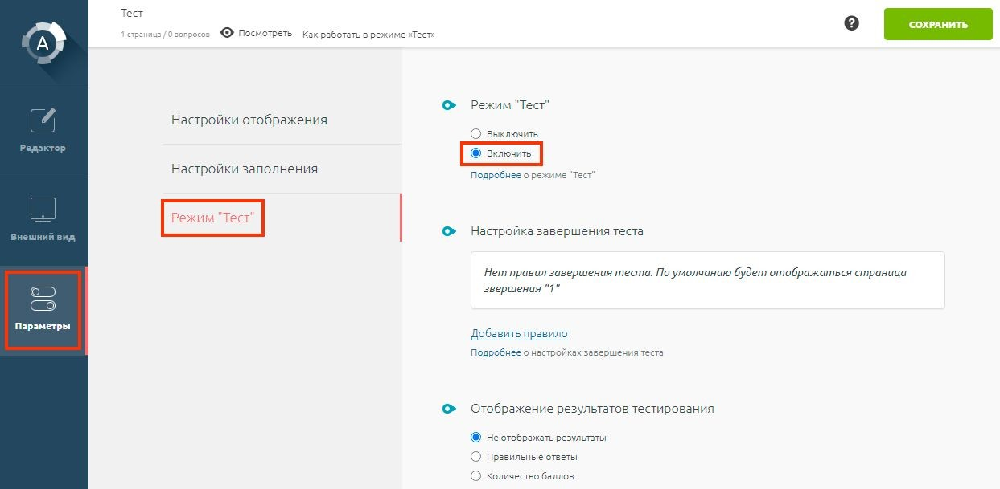 Тест
1 страница / 0 вопросов Посмотреть Как работать в режиме «Тест»
?
СОХРАНИТЬ
A
Редактор
Внешний вид
Параметры
Настройки отображения
Настройки заполнения
Режим "Тест"
Режим "Тест"
Выключить
Включить
Подробнее о режиме "Тест"
Настройка завершения теста
Нет правил завершения теста. По умолчанию будет отображаться страница
звершения "1"
Добавить правило
Подробнее о настройках завершения теста
Отображение результатов тестирования
Не отображать результаты
Правильные ответы
Количество баллов